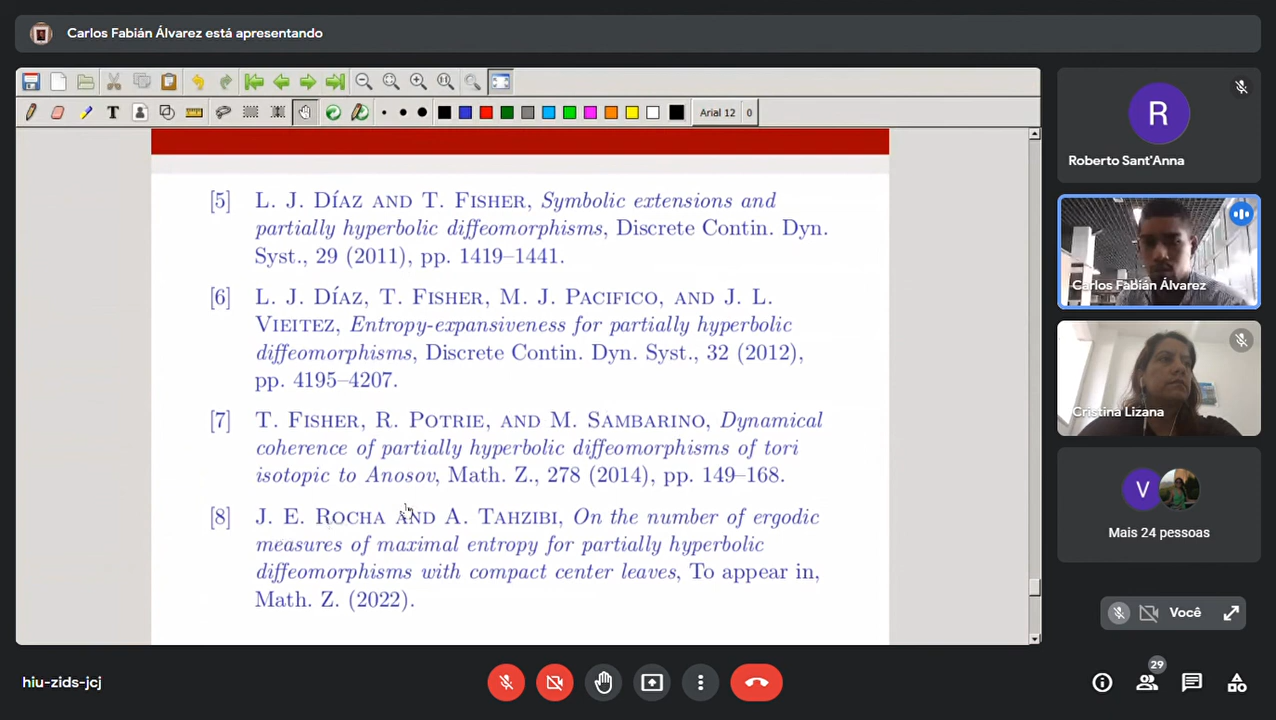 Carlos Fabián Álvarez está apresentando
T
Arial 12
0
[5] L. J. DÍAZ AND T. FISHER, Symbolic extensions and
partially hyperbolic diffeomorphisms, Discrete Contin. Dyn.
Syst., 29 (2011), pp. 1419–1441.
[6] L. J. DÍAZ, T. FISHER, M. J. PACIFICO, AND J. L.
VIEITEZ, Entropy-expansiveness for partially hyperbolic
diffeomorphisms, Discrete Contin. Dyn. Syst., 32 (2012),
pp. 4195–4207.
[7] T. FISHER, R. POTRIE, AND M. SAMBARINO, Dynamical
coherence of partially hyperbolic diffeomorphisms of tori
isotopic to Anosov, Math. Z., 278 (2014), pp. 149–168.
[8] J. E. ROCHA AND A. TAHZIBI, On the number of ergodic
measures of maximal entropy for partially hyperbolic
diffeomorphisms with compact center leaves, To appear in,
Math. Z. (2022).
R
Roberto Sant'Anna
Carlos Fabián Álvarez
Cristina Lizana
V
Mais 24 pessoas
Você
hiu-zids-jcj
29